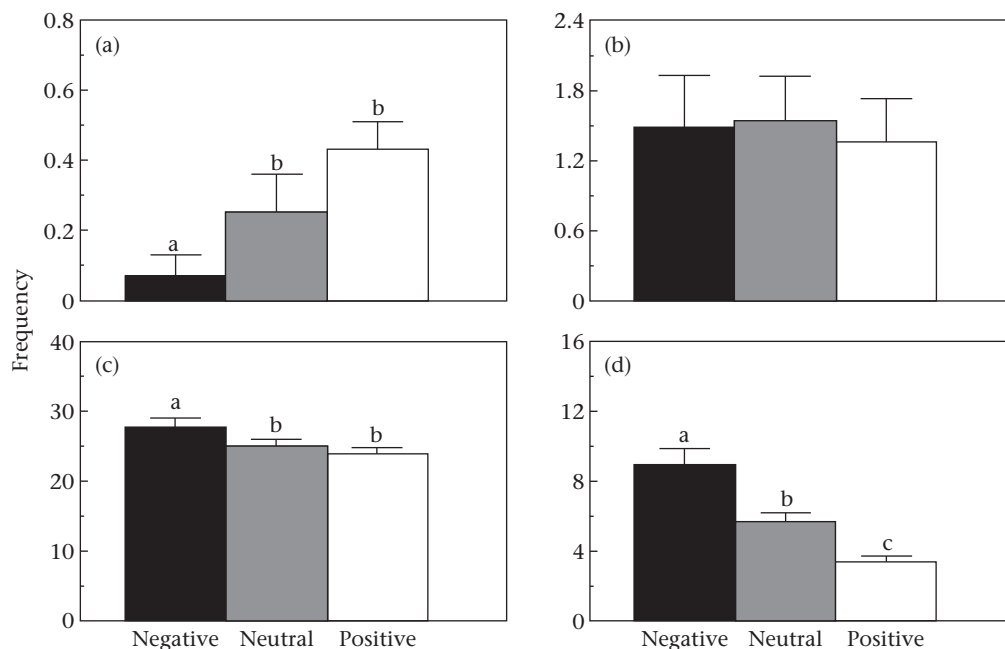 Frequency
(a)
0.8
0.6
0.4
0.2
0
a
b
b
(b)
2.4
1.8
1.2
1.6
0
(c)
40
30
20
10
0
a
b
b
Negative Neutral Positive
(d)
16
12
8
4
0
a
b
c
Negative Neutral Positive